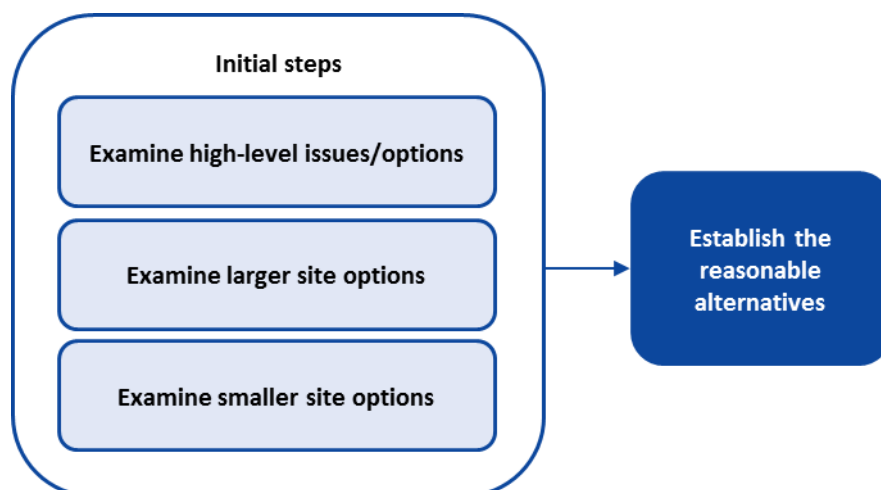 Initial steps
Examine high-level issues/options
Examine larger site options
Examine smaller site options
Establish the
reasonable
alternatives